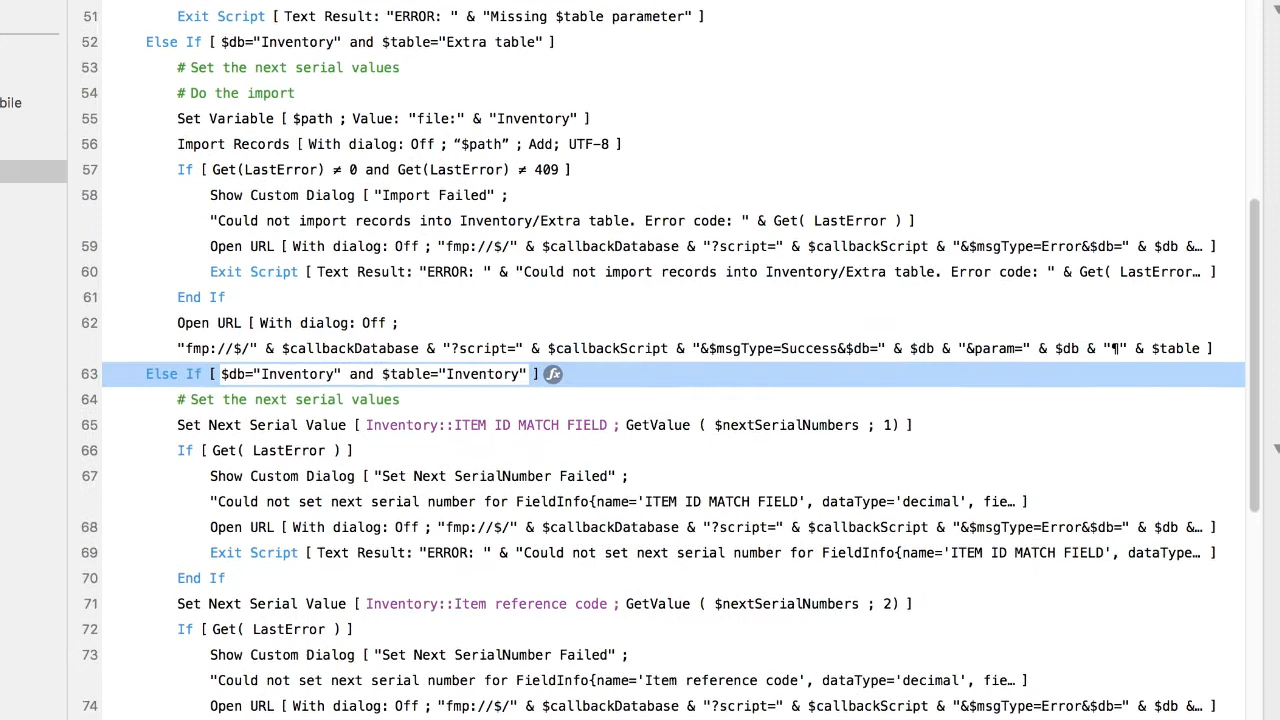 51 Exit Script [ Text Result: "ERROR: " & "Missing $table parameter" ]
52 Else If [ $db="Inventory" and $table="Extra table" ]
53 # Set the next serial values
54 # Do the import
bile
55 Set Variable [ $path ; Value: "file:" & "Inventory" ]
56 Import Records [ With dialog: Off ; “$path” ; Add; UTF-8 ]
57 If [ Get(LastError) ≠ 0 and Get(LastError) ≠ 409 ]
58 Show Custom Dialog [ "Import Failed" ;
"Could not import records into Inventory/Extra table. Error code: " & Get( LastError ) ]
59 Open URL [ With dialog: Off ; "fmp://$/" & $callbackDatabase & "?script=" & $callbackScript & "&$msgType=Error&$db=" & $db &… ]
60 Exit Script [ Text Result: "ERROR: " & "Could not import records into Inventory/Extra table. Error code: " & Get( LastError… ]
61 End If
62 Open URL [ With dialog: Off ;
"fmp://$/" & $callbackDatabase & "?script=" & $callbackScript & "&$msgType=Success&$db=" & $db & "&param=" & $db & "¶" & $table ]
63 Else If [ $db="Inventory" and $table="Inventory" ] fx
64 # Set the next serial values
65 Set Next Serial Value [ Inventory::ITEM ID MATCH FIELD ; GetValue ( $nextSerialNumbers ; 1) ]
66 If [ Get( LastError ) ]
67 Show Custom Dialog [ "Set Next SerialNumber Failed" ;
"Could not set next serial number for FieldInfo{name='ITEM ID MATCH FIELD', dataType='decimal', fie… ]
68 Open URL [ With dialog: Off ; "fmp://$/" & $callbackDatabase & "?script=" & $callbackScript & "&$msgType=Error&$db=" & $db &… ]
69 Exit Script [ Text Result: "ERROR: " & "Could not set next serial number for FieldInfo{name='ITEM ID MATCH FIELD', dataType… ]
70 End If
71 Set Next Serial Value [ Inventory::Item reference code ; GetValue ( $nextSerialNumbers ; 2) ]
72 If [ Get( LastError ) ]
73 Show Custom Dialog [ "Set Next SerialNumber Failed" ;
"Could not set next serial number for FieldInfo{name='Item reference code', dataType='decimal', fie… ]
74 Open URL [ With dialog: Off ; "fmp://$/" & $callbackDatabase & "?script=" & $callbackScript & "&$msgType=Error&$db=" & $db &… ]